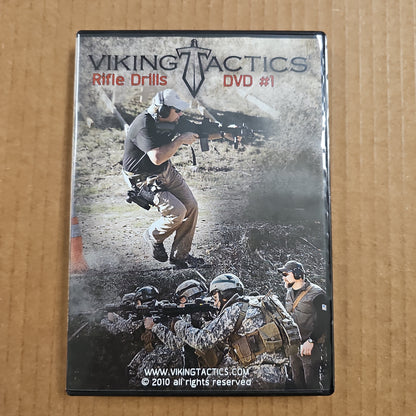 VIKING TACTICS
Rifle Drills DVD #1
WWW.VIKINGTACTICS.COM
© 2010 all rights reserved